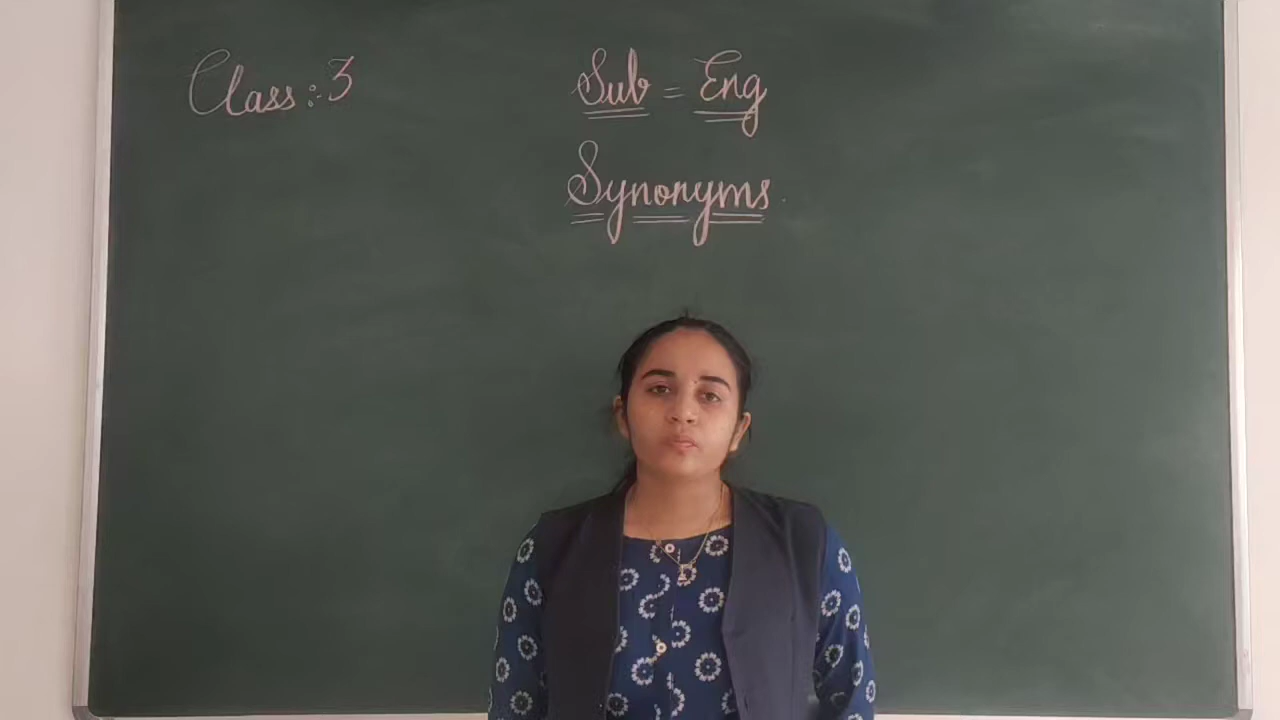 Class :- 3
Sub = Eng
Synonyms